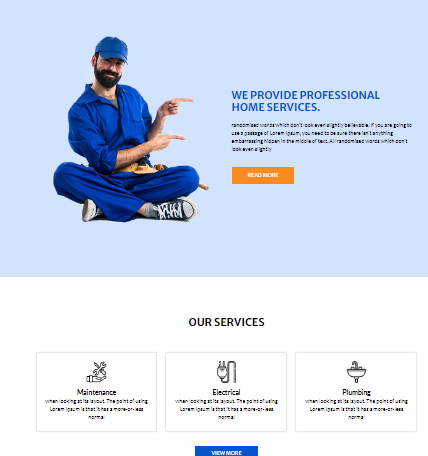 WE PROVIDE PROFESSIONAL
HOME SERVICES.
randomised words which don't look even slightly believable. If you are going to
use a passage of Lorem Ipsum, you need to be sure there isn't anything
embarrassing hidden in the middle of text. All randomised words which don't
look even slightly
READ MORE
OUR SERVICES
Maintenance
when looking at its layout. The point of using
Lorem Ipsum is that it has a more-or-less
normal
Electrical
when looking at its layout. The point of using
Lorem Ipsum is that it has a more-or-less
normal
Plumbing
when looking at its layout. The point of using
Lorem Ipsum is that it has a more-or-less
normal
VIEW MORE